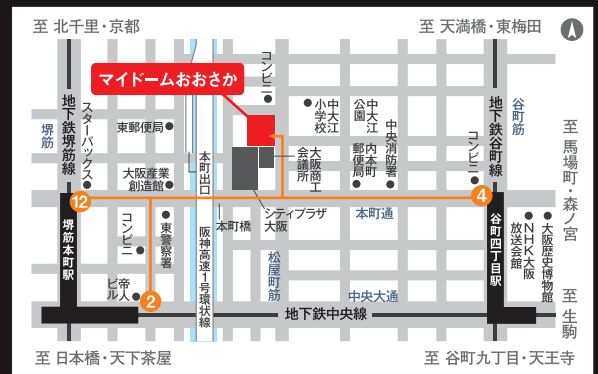 至 北千里・京都
至 天満橋・東梅田
マイドームおおさか
コンビニ
中大江
小学校
中大江
公園
中央消防署
内本町
郵便局
コンビニ
地下鉄谷町線
谷町筋
至 馬場町・森ノ宮
堺筋
地下鉄堺筋線
スターバックス
東郵便局
大阪産業
創造館
本町出口
大阪商工
会議所
12
4
堺筋本町駅
コンビニ
東警察署
本町橋
シティプラザ
大阪
本町通
谷町四丁目駅
NHK大阪
放送会館
大阪歴史博物館
帝人
ビル
2
阪神高速1号環状線
松屋町筋
中央大通
地下鉄中央線
至 生駒
至 日本橋・天下茶屋
至 谷町九丁目・天王寺